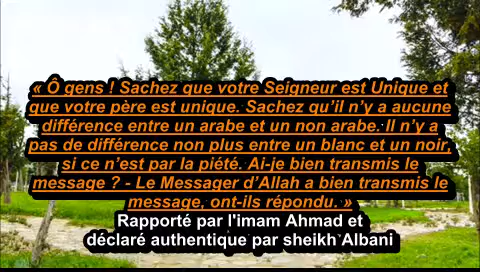 « Ô gens ! Sachez que votre Seigneur est Unique et
que votre père est unique. Sachez qu’il n’y a aucune
différence entre un arabe et un non arabe. Il n’y a
pas de différence non plus entre un blanc et un noir,
si ce n’est par la piété. Ai-je bien transmis le
message ? - Le Messager d’Allah a bien transmis le
message, ont-ils répondu. »
Rapporté par l'imam Ahmad et
déclaré authentique par sheikh Albani